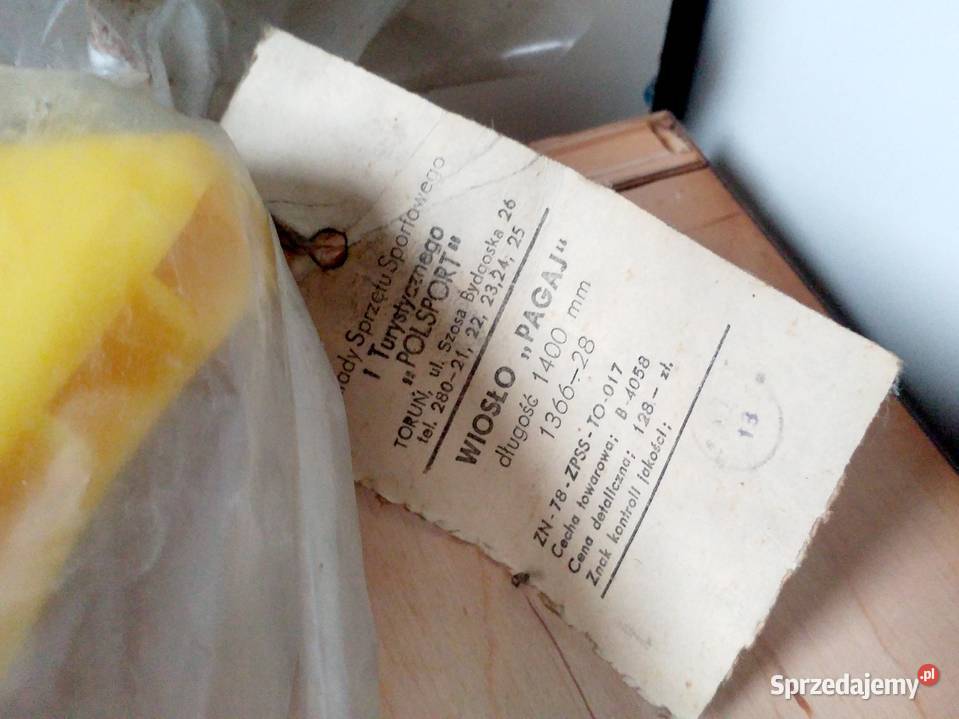 Sprzętu Sportowego
i Turystycznego
„POLSPORT"
TORUŃ, ul. Szosa Bydgoska 26
tel. 280-21, 22, 23, 24, 25
WIOSŁO „PAGAJ"
długość 1400 mm
1366-28
ZN-78-ZPSS-TO-017
Cecha towarowa; B-4058
Cena detaliczna; 128.- zł.
Znak kontroli jakości;
13
Sprzedajemy.pl